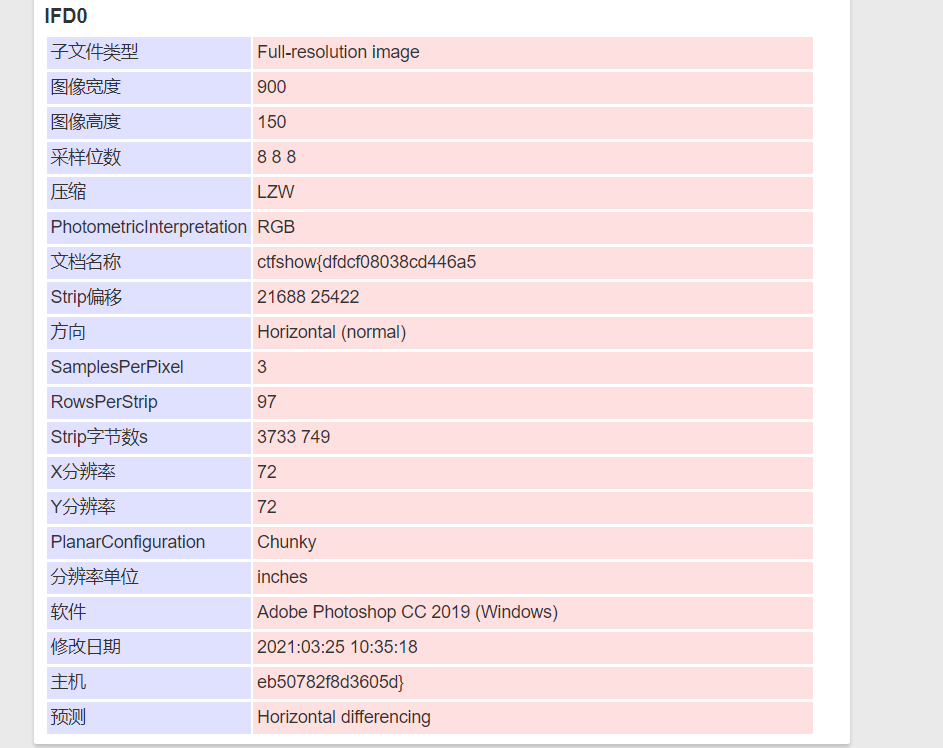 IFD0
子文件类型 Full-resolution image
图像宽度 900
图像高度 150
采样位数 8 8 8
压缩 LZW
PhotometricInterpretation RGB
文档名称 ctfshow{dfdcf08038cd446a5
Strip偏移 21688 25422
方向 Horizontal (normal)
SamplesPerPixel 3
RowsPerStrip 97
Strip字节数s 3733 749
X分辨率 72
Y分辨率 72
PlanarConfiguration Chunky
分辨率单位 inches
软件 Adobe Photoshop CC 2019 (Windows)
修改日期 2021:03:25 10:35:18
主机 eb50782f8d3605d}
预测 Horizontal differencing